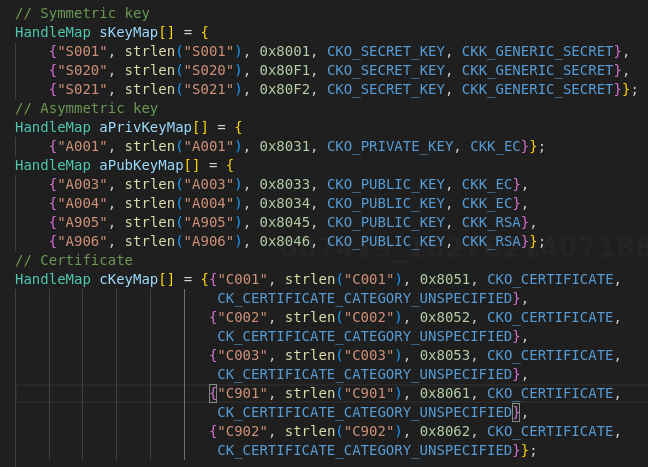 // Symmetric key
HandleMap sKeyMap[] = {
    {"S001", strlen("S001"), 0x8001, CKO_SECRET_KEY, CKK_GENERIC_SECRET},
    {"S020", strlen("S020"), 0x80F1, CKO_SECRET_KEY, CKK_GENERIC_SECRET},
    {"S021", strlen("S021"), 0x80F2, CKO_SECRET_KEY, CKK_GENERIC_SECRET}};
// Asymmetric key
HandleMap aPrivKeyMap[] = {
    {"A001", strlen("A001"), 0x8031, CKO_PRIVATE_KEY, CKK_EC}};
HandleMap aPubKeyMap[] = {
    {"A003", strlen("A003"), 0x8033, CKO_PUBLIC_KEY, CKK_EC},
    {"A004", strlen("A004"), 0x8034, CKO_PUBLIC_KEY, CKK_EC},
    {"A905", strlen("A905"), 0x8045, CKO_PUBLIC_KEY, CKK_RSA},
    {"A906", strlen("A906"), 0x8046, CKO_PUBLIC_KEY, CKK_RSA}};
// Certificate
HandleMap cKeyMap[] = {{"C001", strlen("C001"), 0x8051, CKO_CERTIFICATE,
                        CK_CERTIFICATE_CATEGORY_UNSPECIFIED},
                       {"C002", strlen("C002"), 0x8052, CKO_CERTIFICATE,
                        CK_CERTIFICATE_CATEGORY_UNSPECIFIED},
                       {"C003", strlen("C003"), 0x8053, CKO_CERTIFICATE,
                        CK_CERTIFICATE_CATEGORY_UNSPECIFIED},
                       {"C901", strlen("C901"), 0x8061, CKO_CERTIFICATE,
                        CK_CERTIFICATE_CATEGORY_UNSPECIFIED},
                       {"C902", strlen("C902"), 0x8062, CKO_CERTIFICATE,
                        CK_CERTIFICATE_CATEGORY_UNSPECIFIED}};